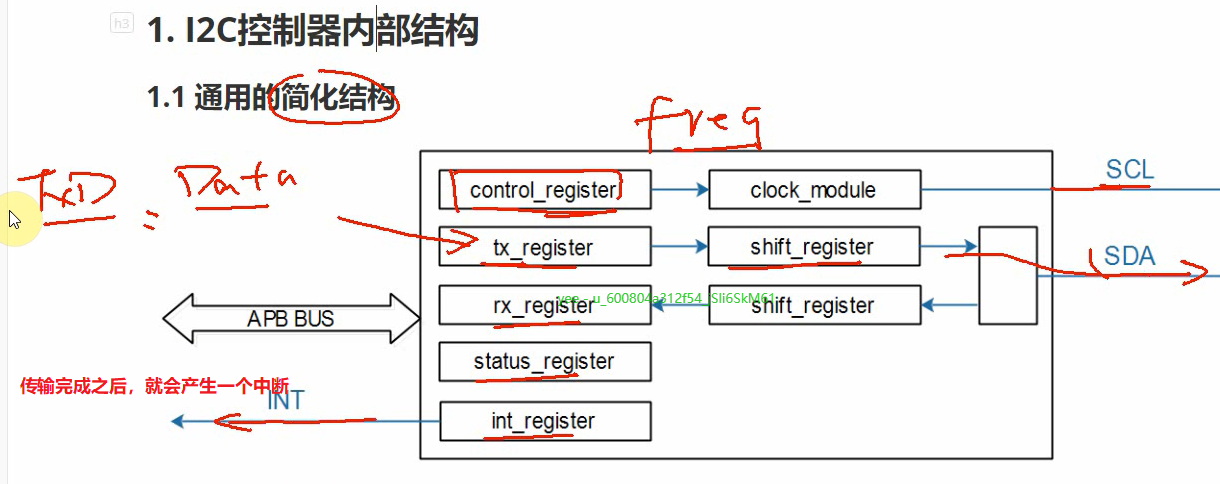 h3
1. I2C控制器内部结构
1.1 通用的简化结构
freq
TxD = Data
control_register
clock_module
SCL
tx_register
shift_register
SDA
rx_register
shift_register
APB BUS
status_register
传输完成之后，就会产生一个中断
INT
int_register